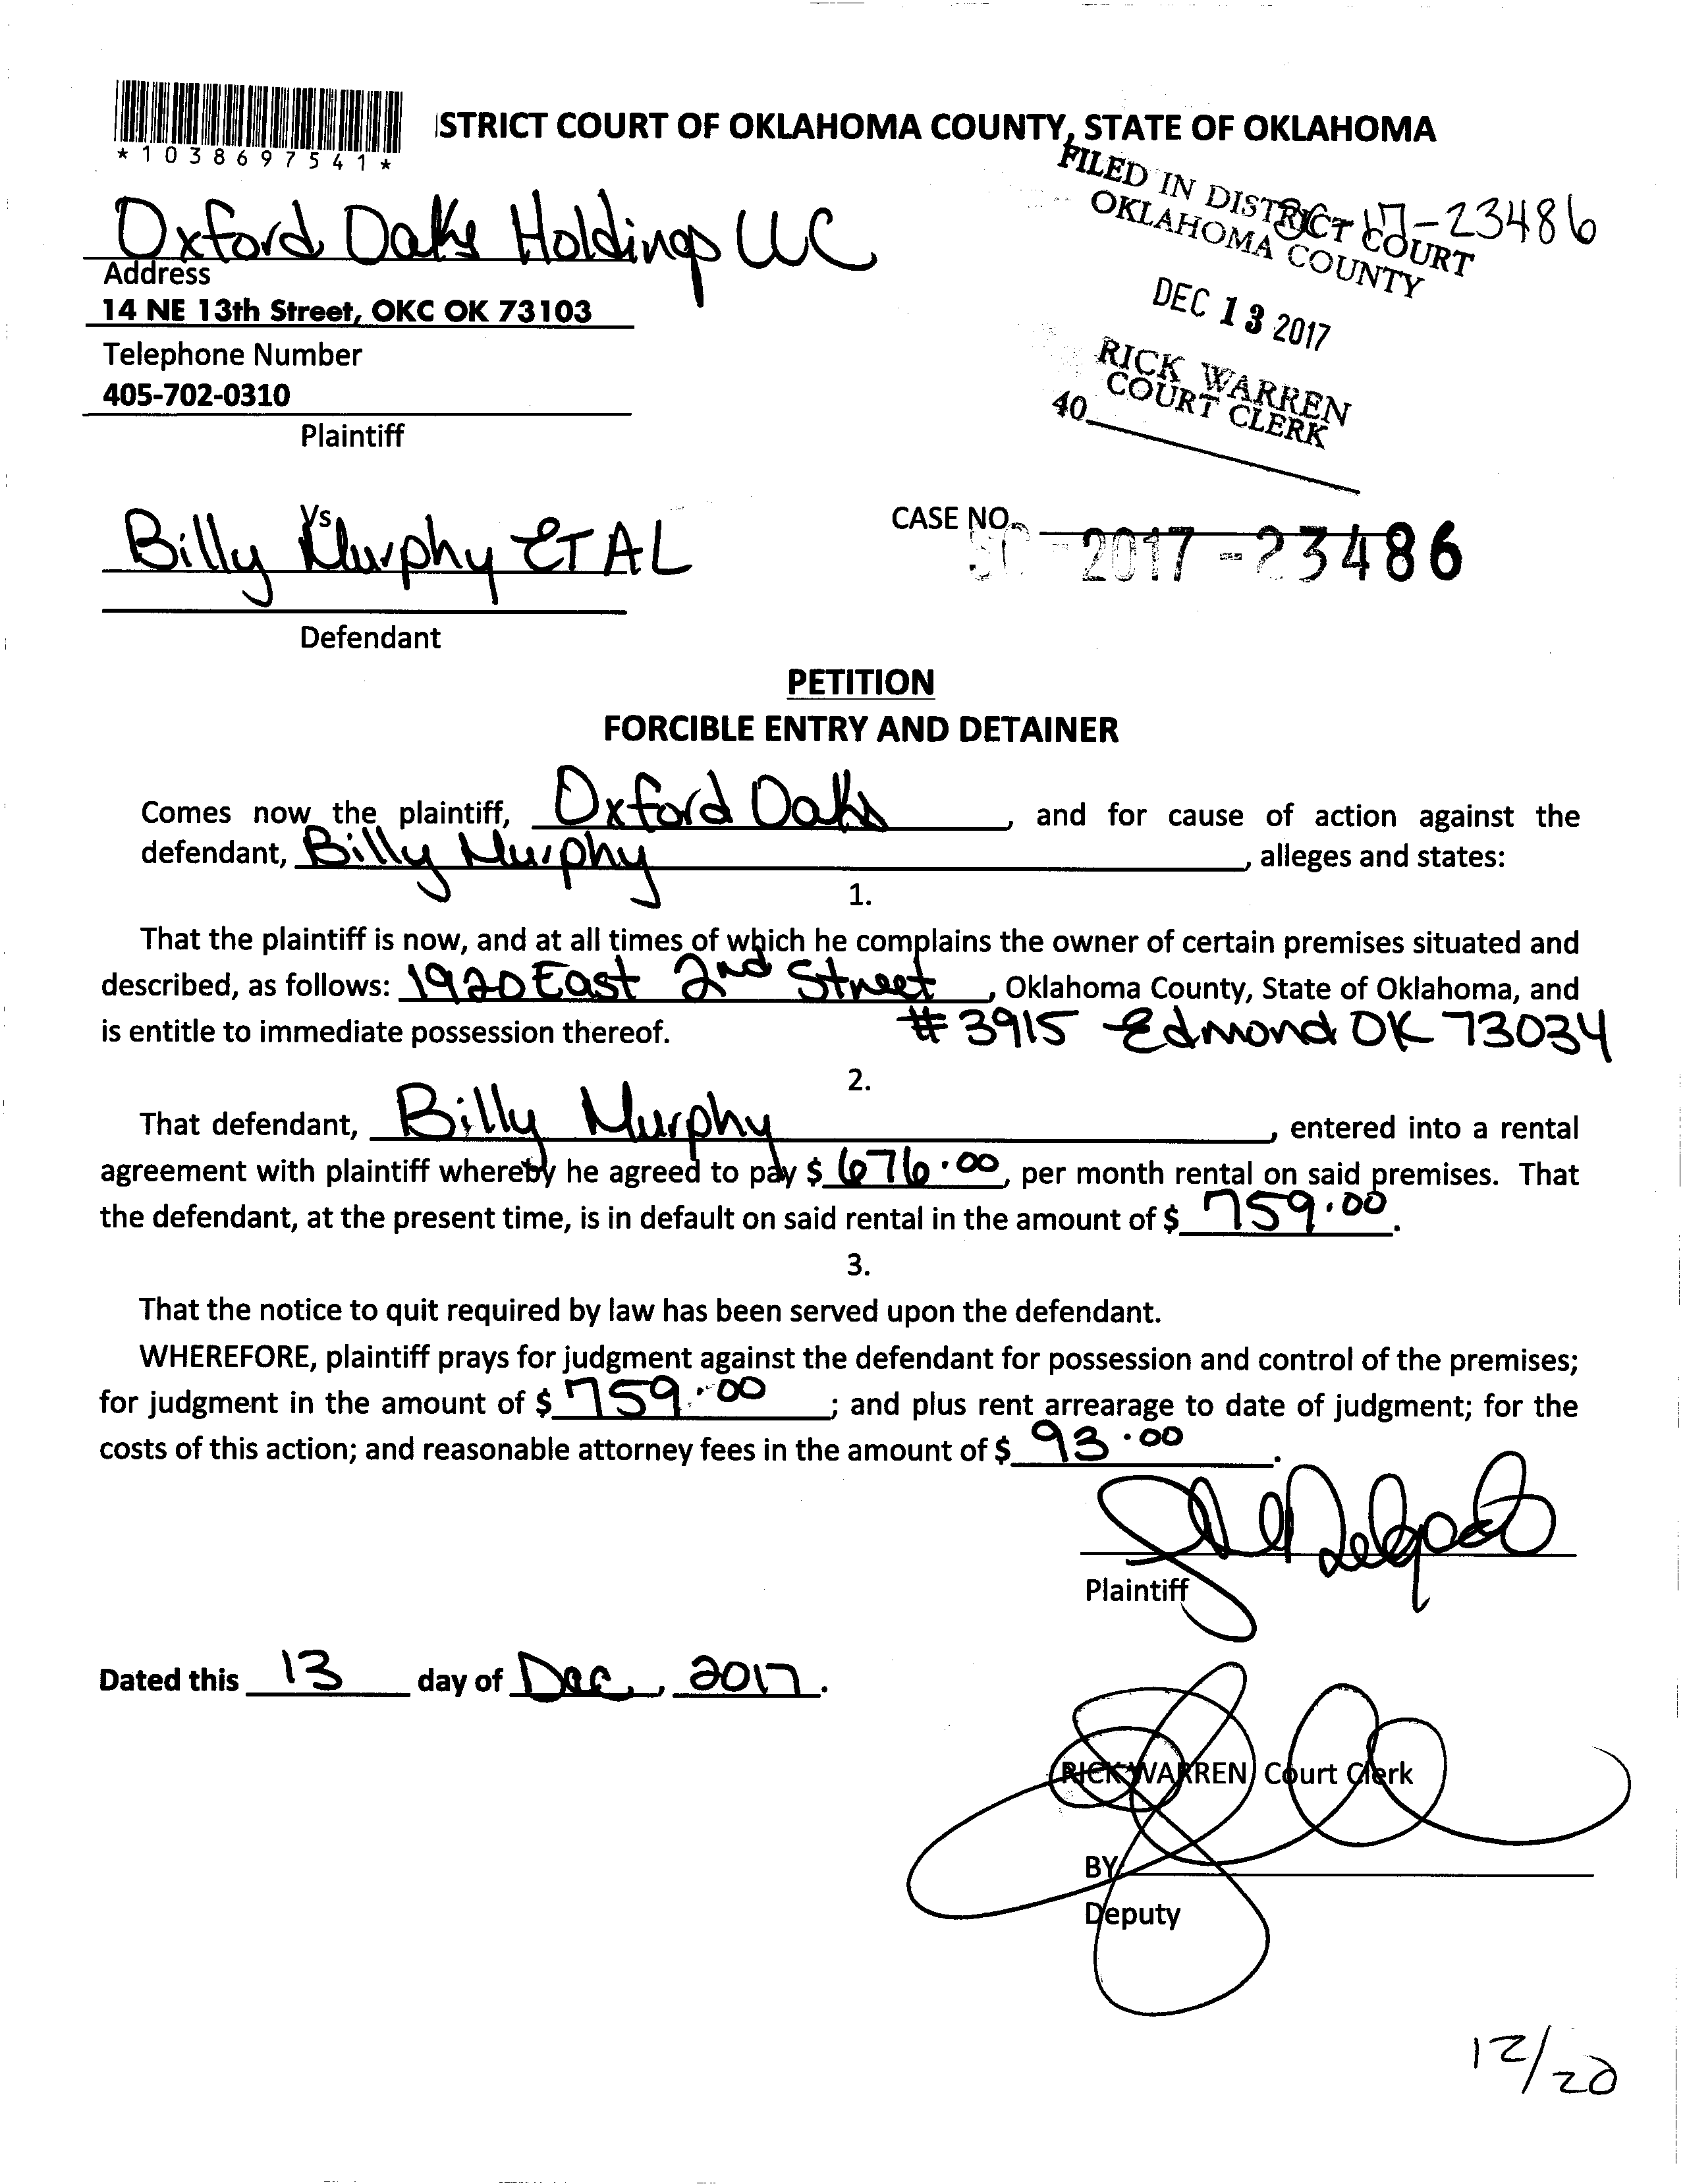 *1038697541*
STRICT COURT OF OKLAHOMA COUNTY, STATE OF OKLAHOMA
FILED IN DISTRICT COURT
OKLAHOMA COUNTY
SC 17-23486
DEC 13 2017
RICK WARREN
COURT CLERK
40
Oxford Oaks Holdings LLC
Address
14 NE 13th Street, OKC OK 73103
Telephone Number
405-702-0310
Plaintiff
Vs
Billy Murphy ET AL
CASE NO.
SC - 2017 - 23486
Defendant
PETITION
FORCIBLE ENTRY AND DETAINER
Comes now the plaintiff, Oxford Oaks, and for cause of action against the
defendant, Billy Murphy, alleges and states:
1.
That the plaintiff is now, and at all times of which he complains the owner of certain premises situated and
described, as follows: 1920 East 2nd Street, Oklahoma County, State of Oklahoma, and
is entitle to immediate possession thereof. #3915 Edmond OK 73034
2.
That defendant, Billy Murphy, entered into a rental
agreement with plaintiff whereby he agreed to pay $ 676.00, per month rental on said premises. That
the defendant, at the present time, is in default on said rental in the amount of $ 759.00.
3.
That the notice to quit required by law has been served upon the defendant.
WHEREFORE, plaintiff prays for judgment against the defendant for possession and control of the premises;
for judgment in the amount of $ 759.00; and plus rent arrearage to date of judgment; for the
costs of this action; and reasonable attorney fees in the amount of $ 93.00.
Plaintiff
Dated this 13 day of Dec, 2017.
RICK WARREN Court Clerk
BY
Deputy
12/20